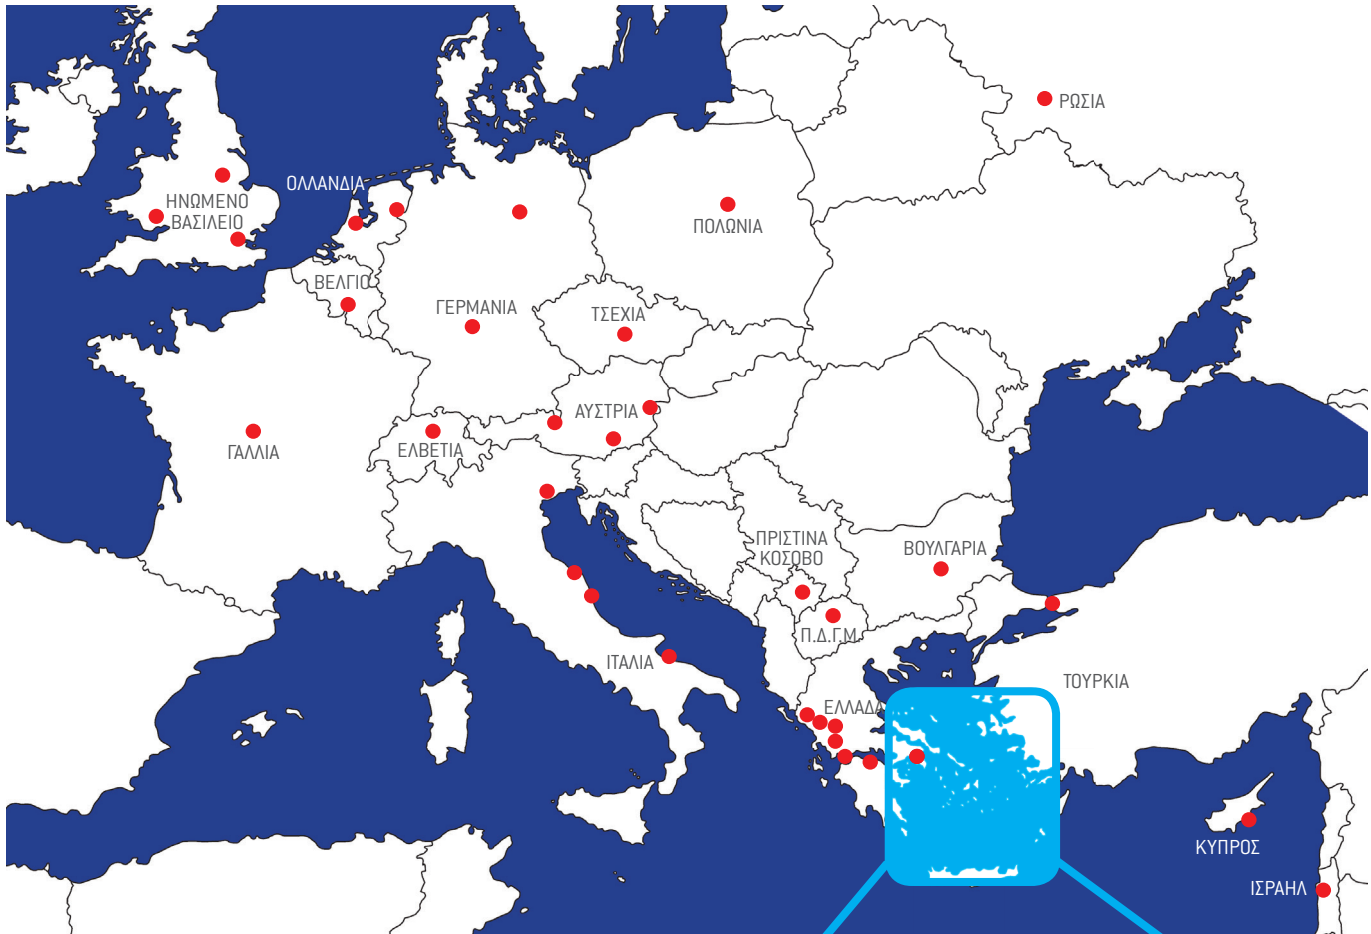 ΡΩΣΙΑ
ΟΛΛΑΝΔΙΑ
ΗΝΩΜΕΝΟ
ΒΑΣΙΛΕΙΟ
ΠΟΛΩΝΙΑ
ΒΕΛΓΙΟ
ΓΕΡΜΑΝΙΑ
ΤΣΕΧΙΑ
ΑΥΣΤΡΙΑ
ΓΑΛΛΙΑ
ΕΛΒΕΤΙΑ
ΠΡΙΣΤΙΝΑ
ΚΟΣΟΒΟ
ΒΟΥΛΓΑΡΙΑ
Π.Δ.Γ.Μ.
ΙΤΑΛΙΑ
ΤΟΥΡΚΙΑ
ΕΛΛΑΔΑ
ΚΥΠΡΟΣ
ΙΣΡΑΗΛ